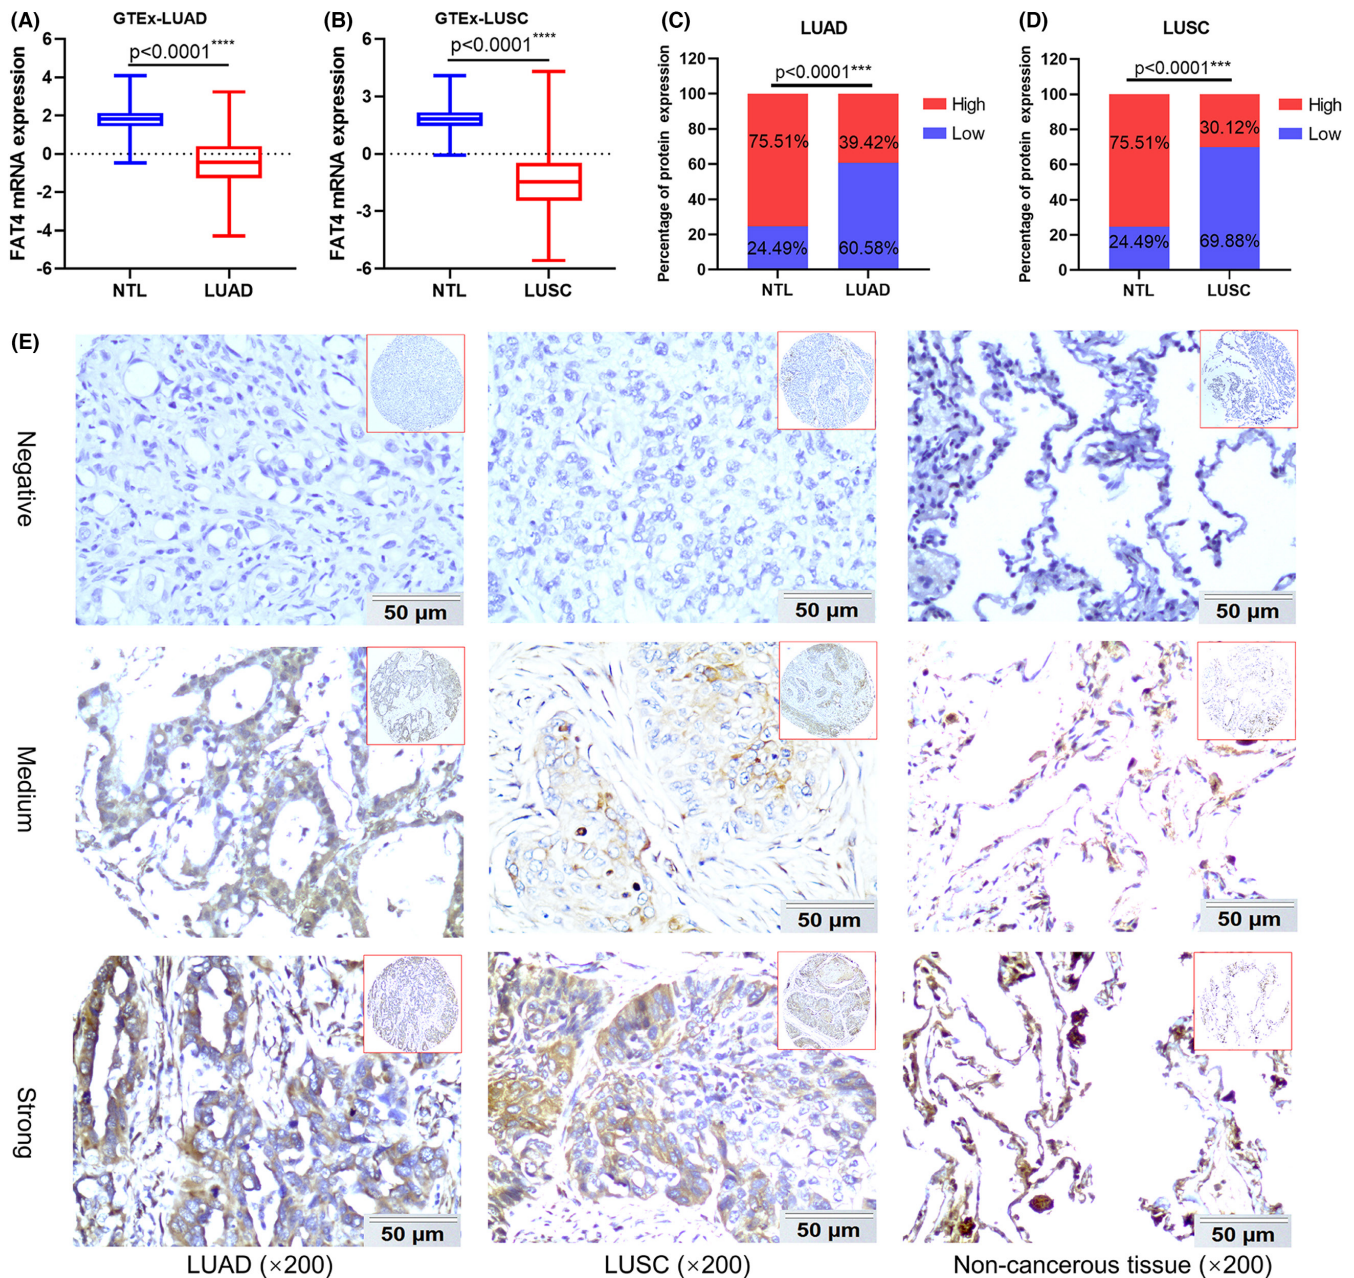 (A)
GTEx-LUAD
p<0.0001****
FAT4 mRNA expression
6
4
2
0
-2
-4
-6
NTL
LUAD
(B)
GTEx-LUSC
p<0.0001****
FAT4 mRNA expression
6
3
0
-3
-6
NTL
LUSC
(C)
LUAD
p<0.0001***
Percentage of protein expression
120
100
80
60
40
20
0
75.51%
39.42%
24.49%
60.58%
NTL
LUAD
High
Low
(D)
LUSC
p<0.0001***
Percentage of protein expression
120
100
80
60
40
20
0
75.51%
30.12%
24.49%
69.88%
NTL
LUSC
High
Low
(E)
Negative
50 μm
50 μm
50 μm
Medium
50 μm
50 μm
50 μm
Strong
50 μm
50 μm
50 μm
LUAD (×200)
LUSC (×200)
Non-cancerous tissue (×200)